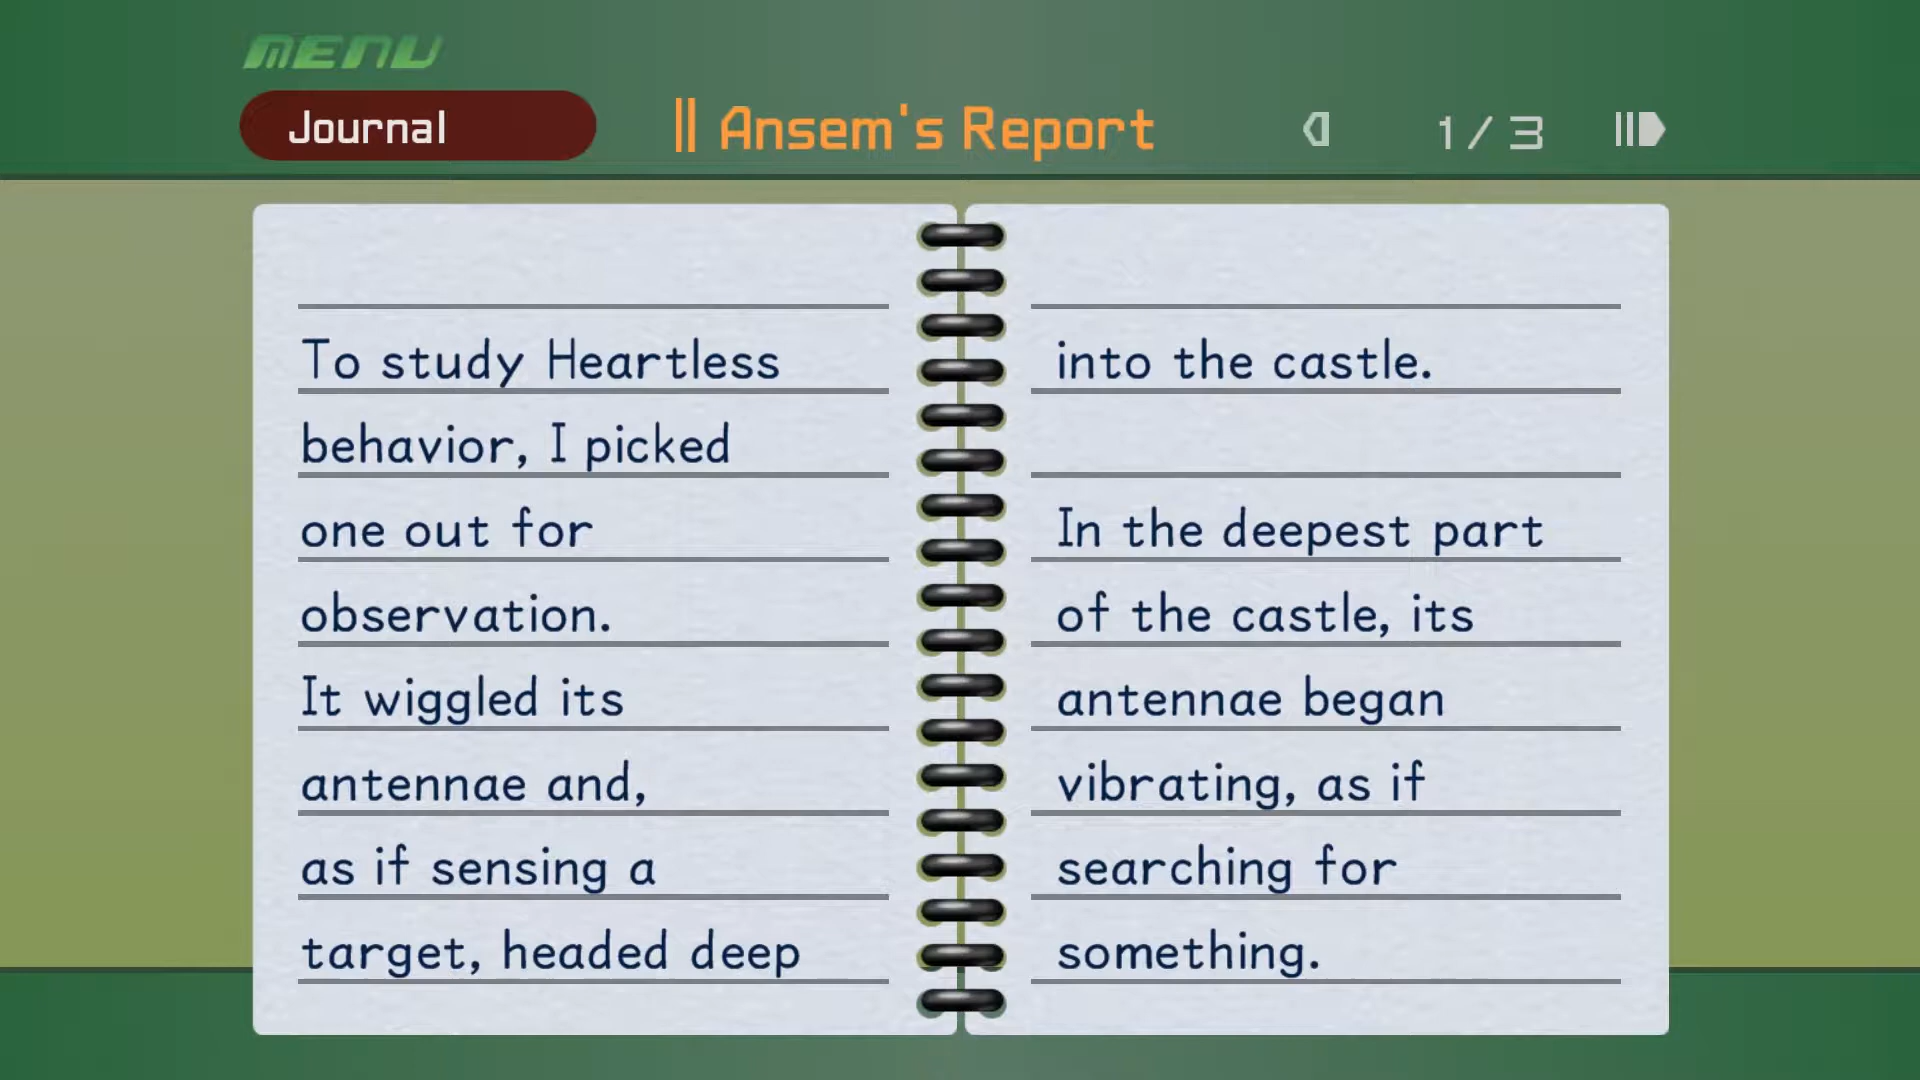 MENU
Journal
Ansem's Report
1 / 3
To study Heartless
behavior, I picked
one out for
observation.
It wiggled its
antennae and,
as if sensing a
target, headed deep
into the castle.
In the deepest part
of the castle, its
antennae began
vibrating, as if
searching for
something.